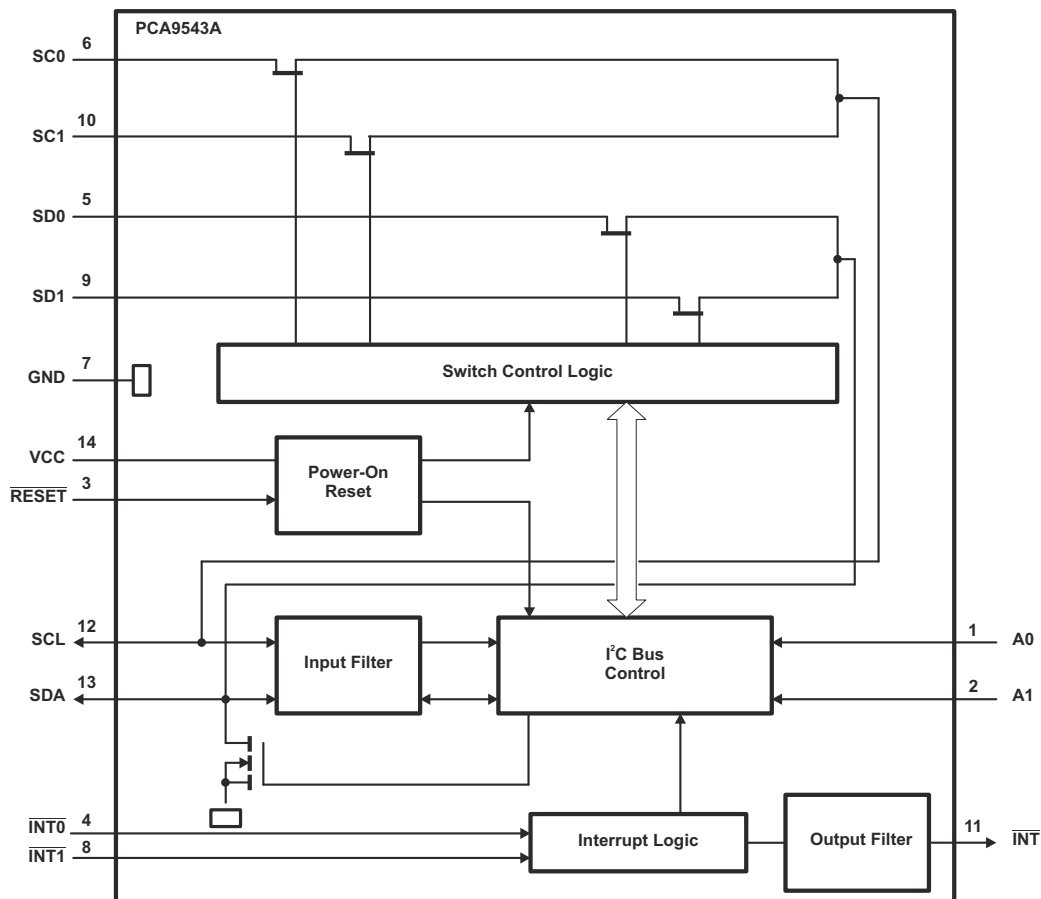 PCA9543A
SC0 6
SC1 10
SD0 5
SD1 9
GND 7
Switch Control Logic
VCC 14
RESET 3
Power-On
Reset
SCL 12
SDA 13
Input Filter
I²C Bus
Control
1 A0
2 A1
INT0 4
INT1 8
Interrupt Logic
Output Filter
11 INT